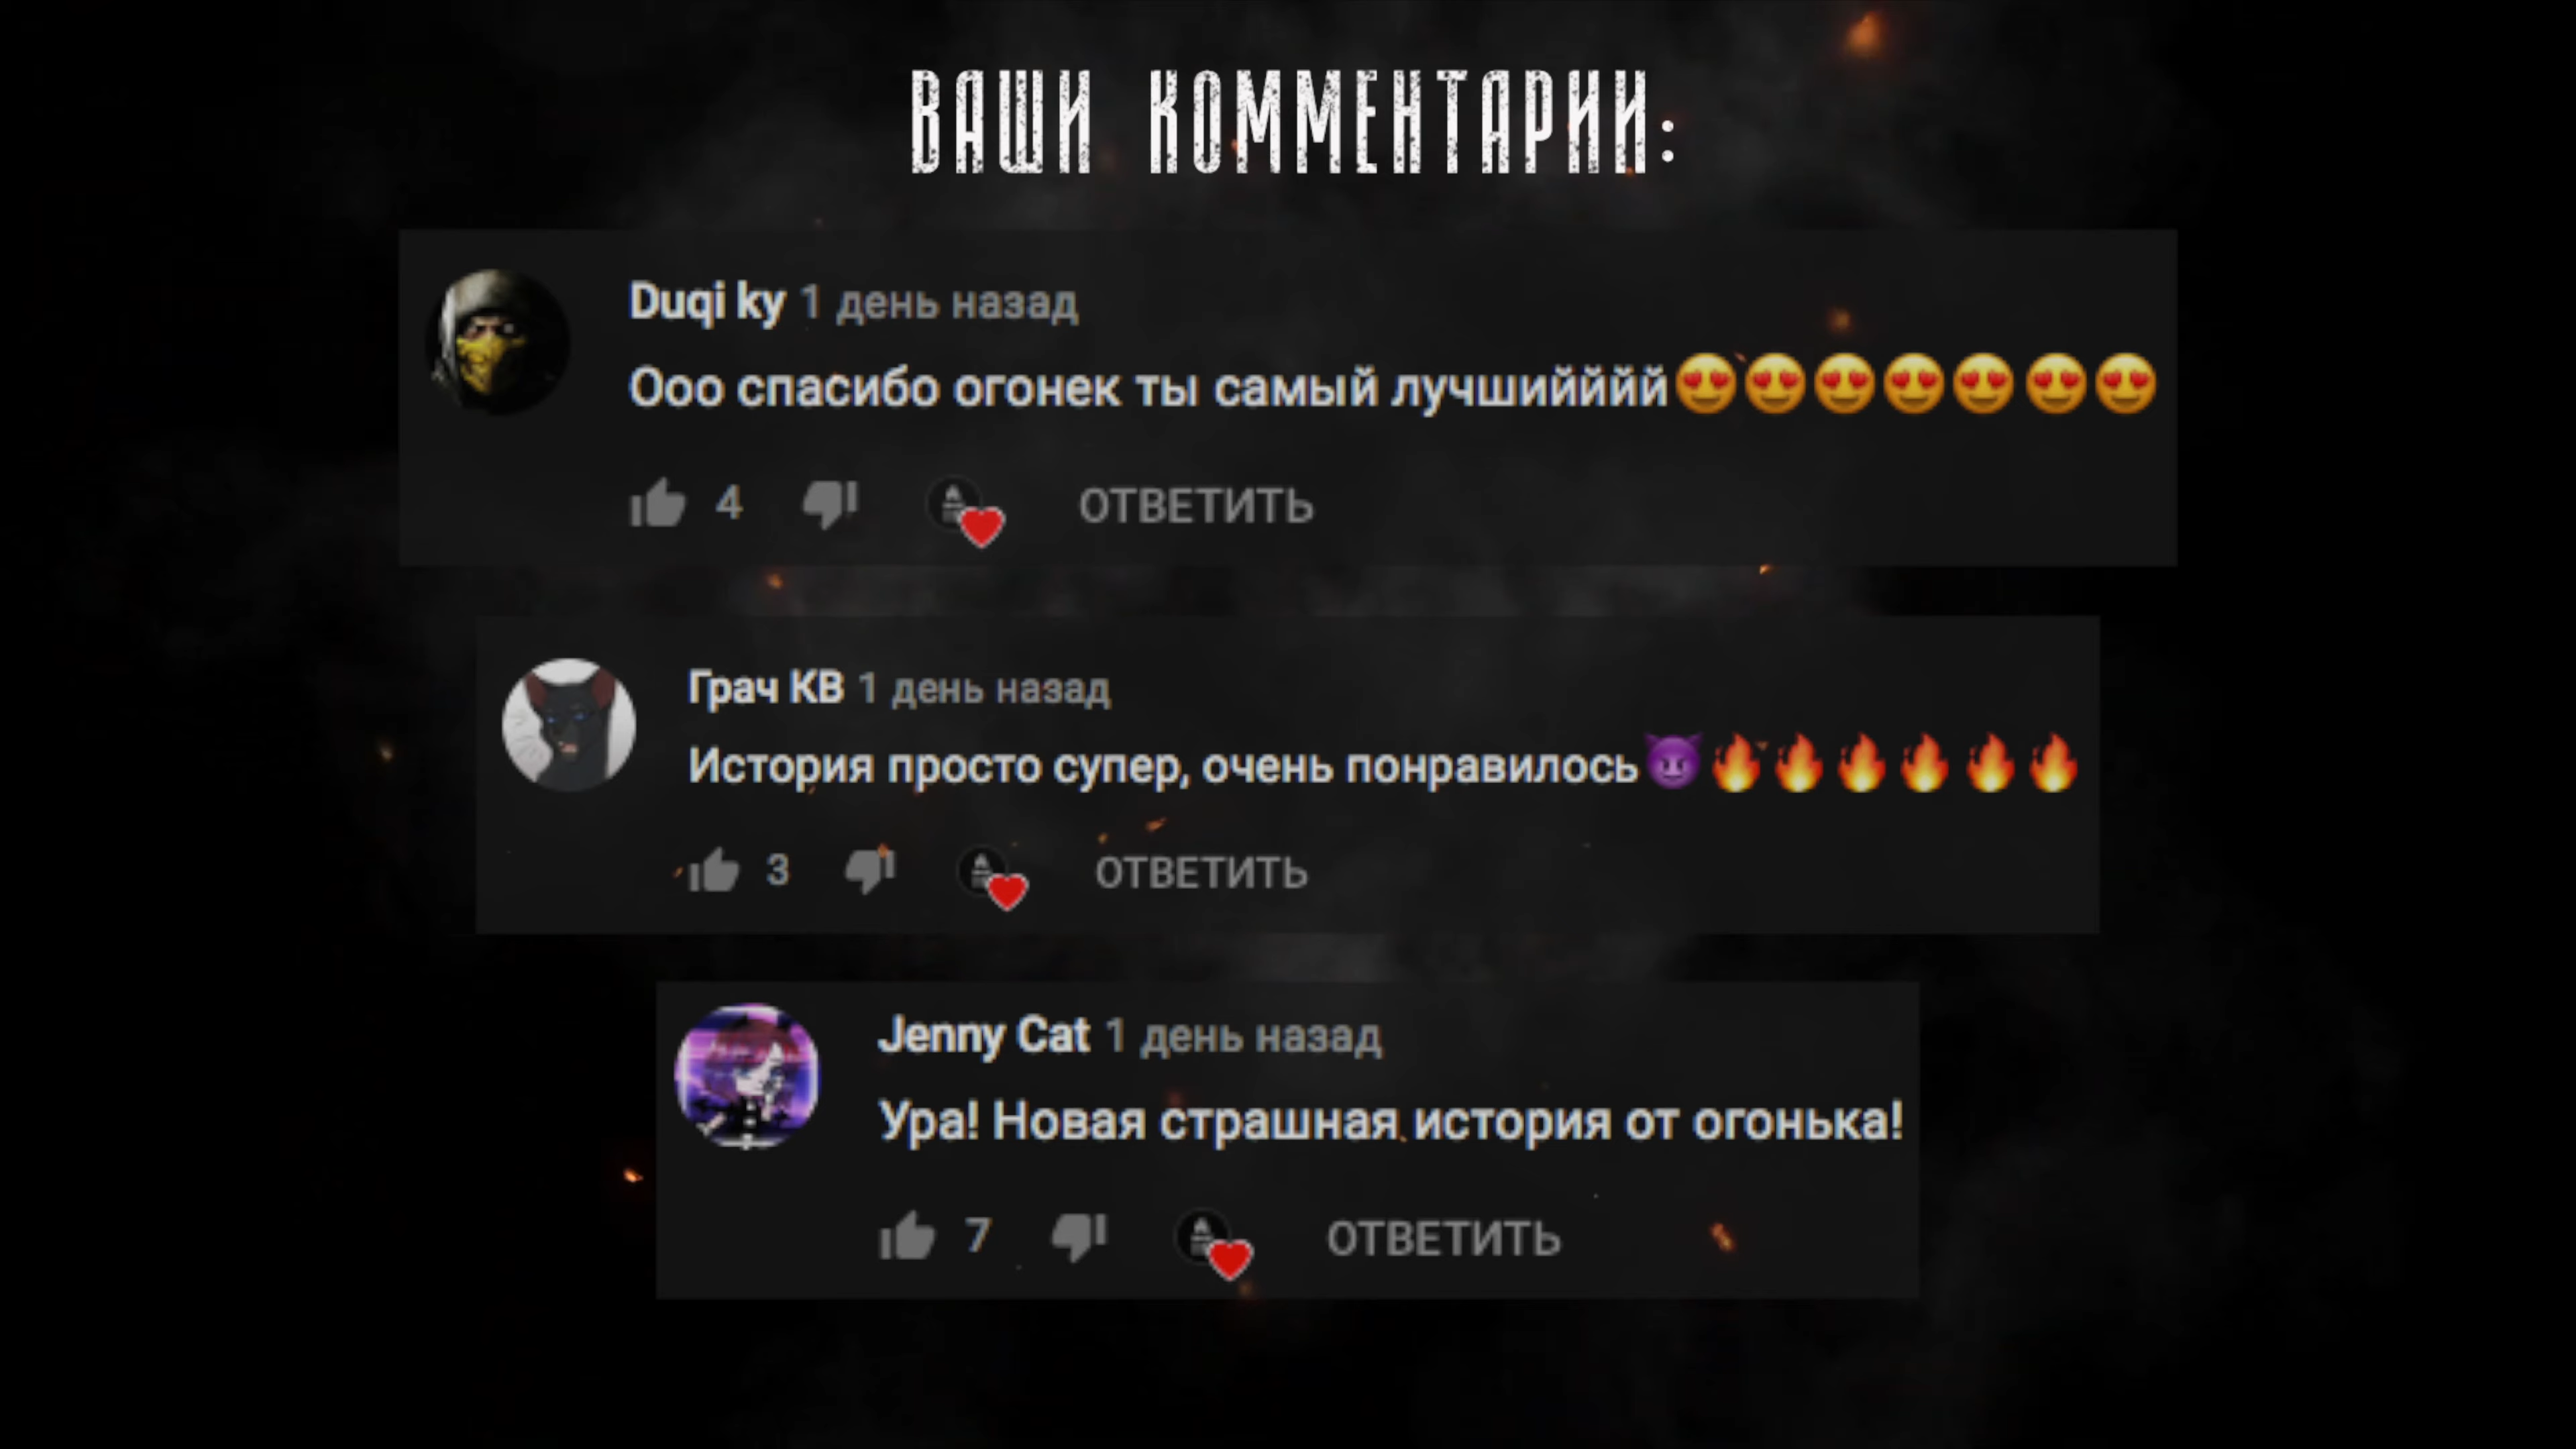 ВАШИ КОММЕНТАРИИ:
Duqi ky 1 день назад
Ооо спасибо огонек ты самый лучшийййй😍😍😍😍😍😍😍
4 ОТВЕТИТЬ
Грач КВ 1 день назад
История просто супер, очень понравилось😈🔥🔥🔥🔥🔥🔥
3 ОТВЕТИТЬ
Jenny Cat 1 день назад
Ура! Новая страшная история от огонька!
7 ОТВЕТИТЬ